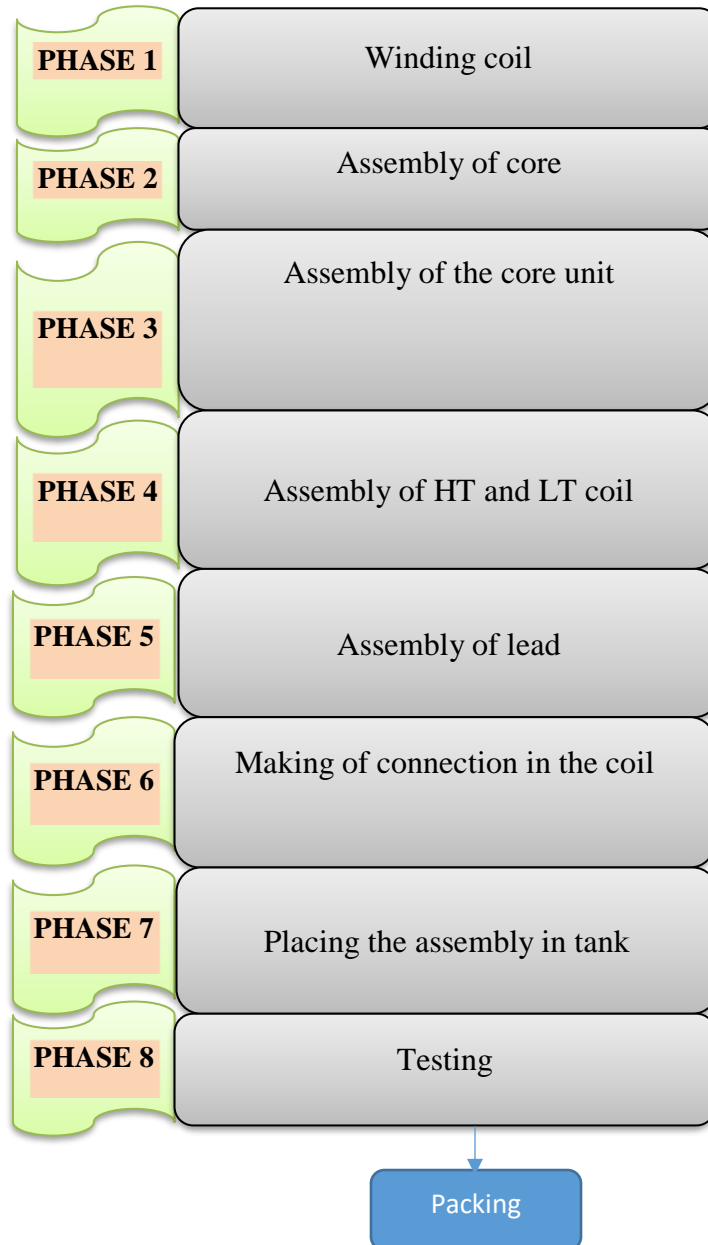 PHASE 1
Winding coil
PHASE 2
Assembly of core
PHASE 3
Assembly of the core unit
PHASE 4
Assembly of HT and LT coil
PHASE 5
Assembly of lead
PHASE 6
Making of connection in the coil
PHASE 7
Placing the assembly in tank
PHASE 8
Testing
Packing